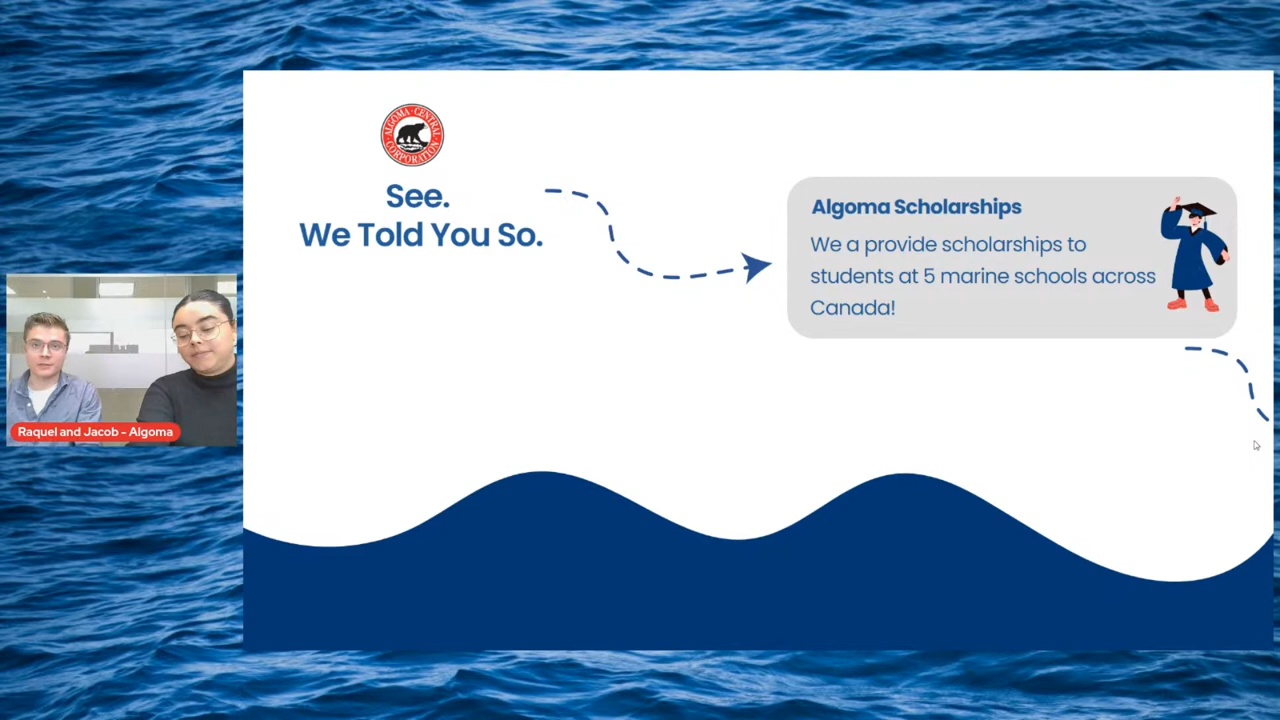 ALGOMA · CENTRAL
CORPORATION
See.
We Told You So.
Algoma Scholarships
We a provide scholarships to
students at 5 marine schools across
Canada!
Raquel and Jacob - Algoma